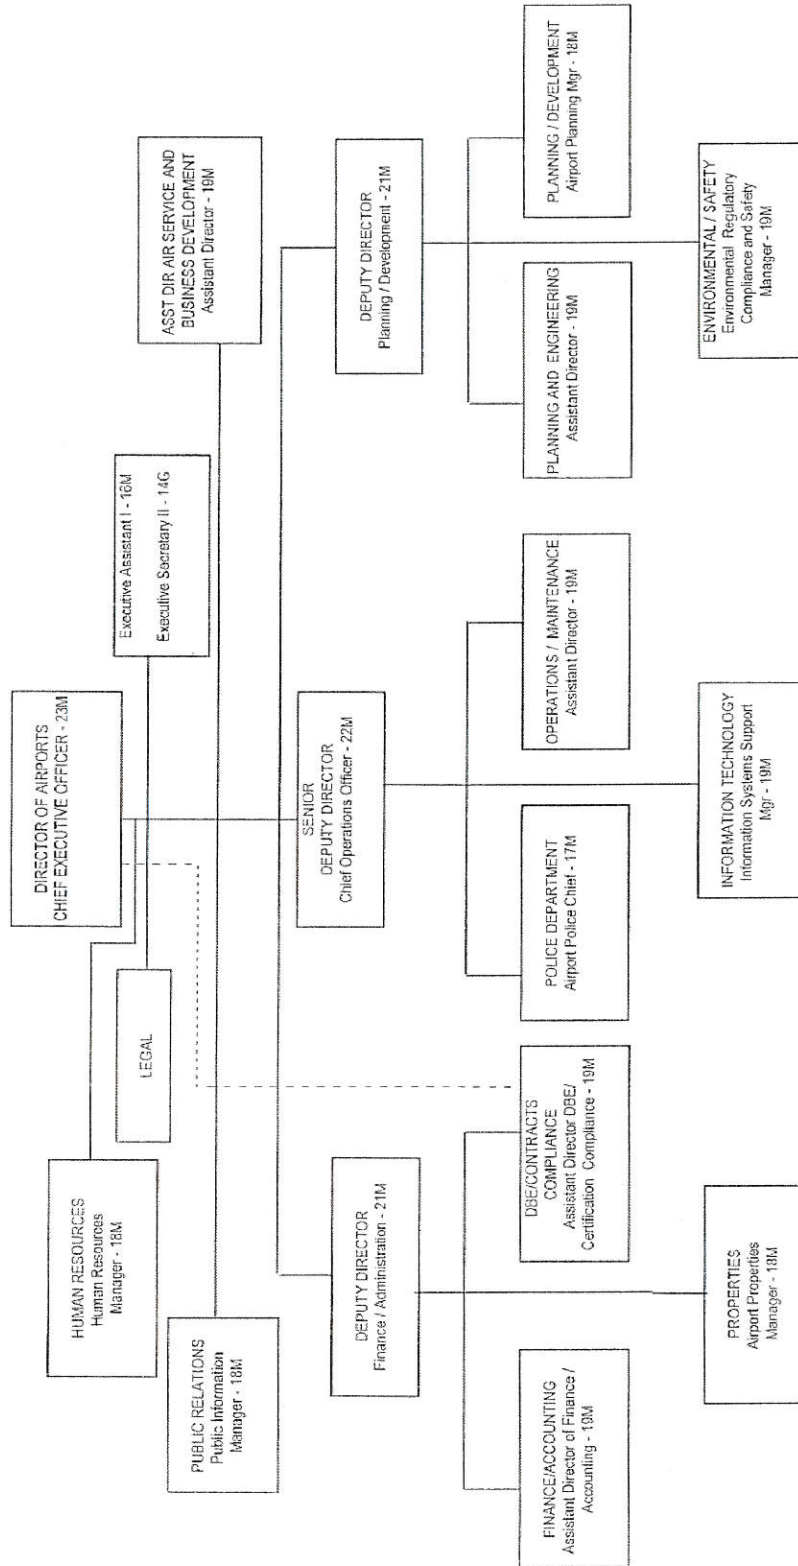 DIRECTOR OF AIRPORTS
CHIEF EXECUTIVE OFFICER - 23M
HUMAN RESOURCES
Human Resources
Manager - 18M
LEGAL
Executive Assistant I - 16M
Executive Secretary II - 14G
PUBLIC RELATIONS
Public Information
Manager - 18M
ASST DIR AIR SERVICE AND
BUSINESS DEVELOPMENT
Assistant Director - 19M
SENIOR
DEPUTY DIRECTOR
Chief Operations Officer - 22M
DEPUTY DIRECTOR
Finance / Administration - 21M
DEPUTY DIRECTOR
Planning / Development - 21M
FINANCE/ACCOUNTING
Assistant Director of Finance /
Accounting - 19M
DBE/CONTRACTS
COMPLIANCE
Assistant Director DBE/
Certification Compliance - 19M
POLICE DEPARTMENT
Airport Police Chief - 17M
OPERATIONS / MAINTENANCE
Assistant Director - 19M
PLANNING AND ENGINEERING
Assistant Director - 19M
PLANNING / DEVELOPMENT
Airport Planning Mgr - 18M
PROPERTIES
Airport Properties
Manager - 18M
INFORMATION TECHNOLOGY
Information Systems Support
Mgr - 19M
ENVIRONMENTAL / SAFETY
Environmental Regulatory
Compliance and Safety
Manager - 19M